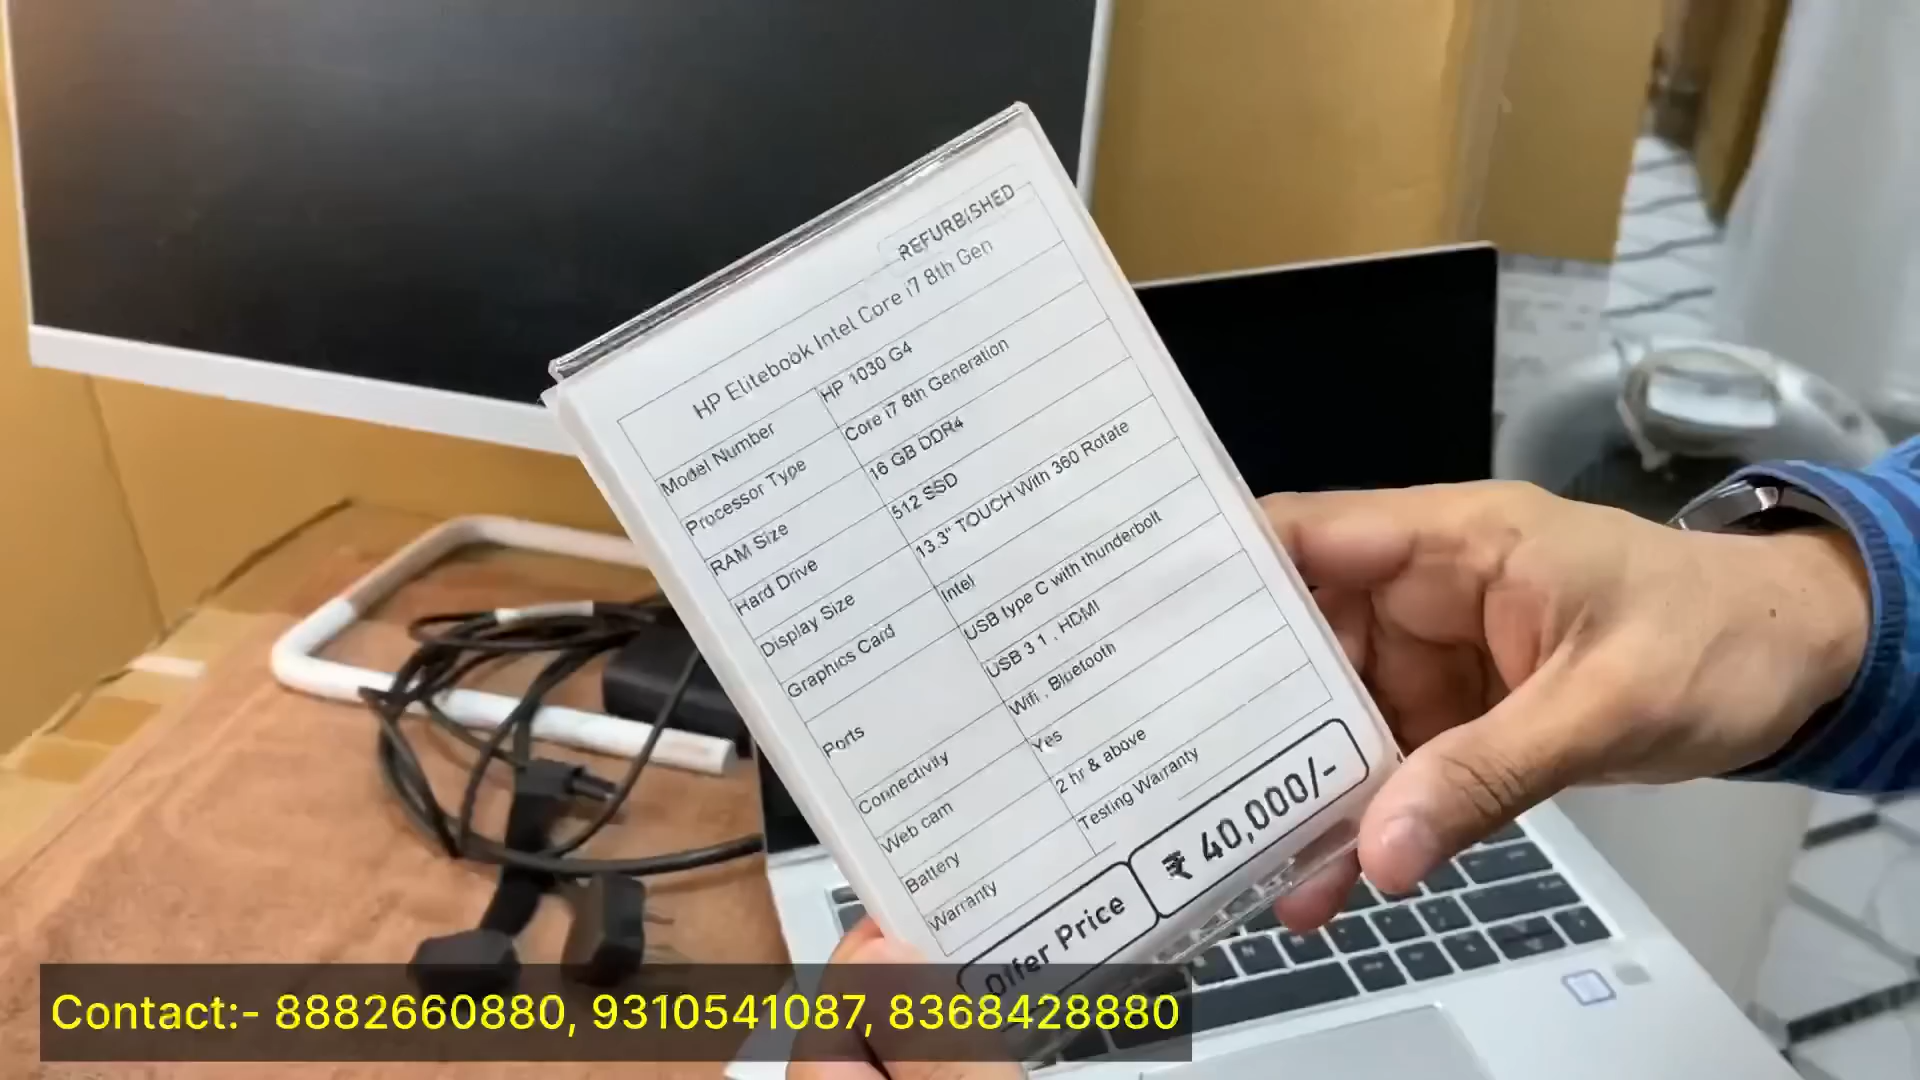 REFURBISHED
HP Elitebook Intel Core i7 8th Gen
Model Number HP 1030 G4
Processor Type Core i7 8th Generation
RAM Size 16 GB DDR4
Hard Drive 512 SSD
Display Size 13.3" TOUCH With 360 Rotate
Graphics Card Intel
Ports USB type C with thunderbolt
USB 3 1 , HDMI
Connectivity Wifi , Bluetooth
Web cam Yes
Battery 2 hr & above
Warranty Testing Warranty
Offer Price ₹ 40,000/-
Contact:- 8882660880, 9310541087, 8368428880